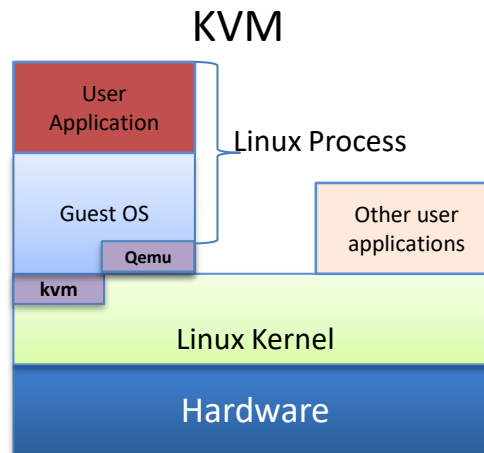 KVM
User
Application
Linux Process
Guest OS
Other user
applications
Qemu
kvm
Linux Kernel
Hardware